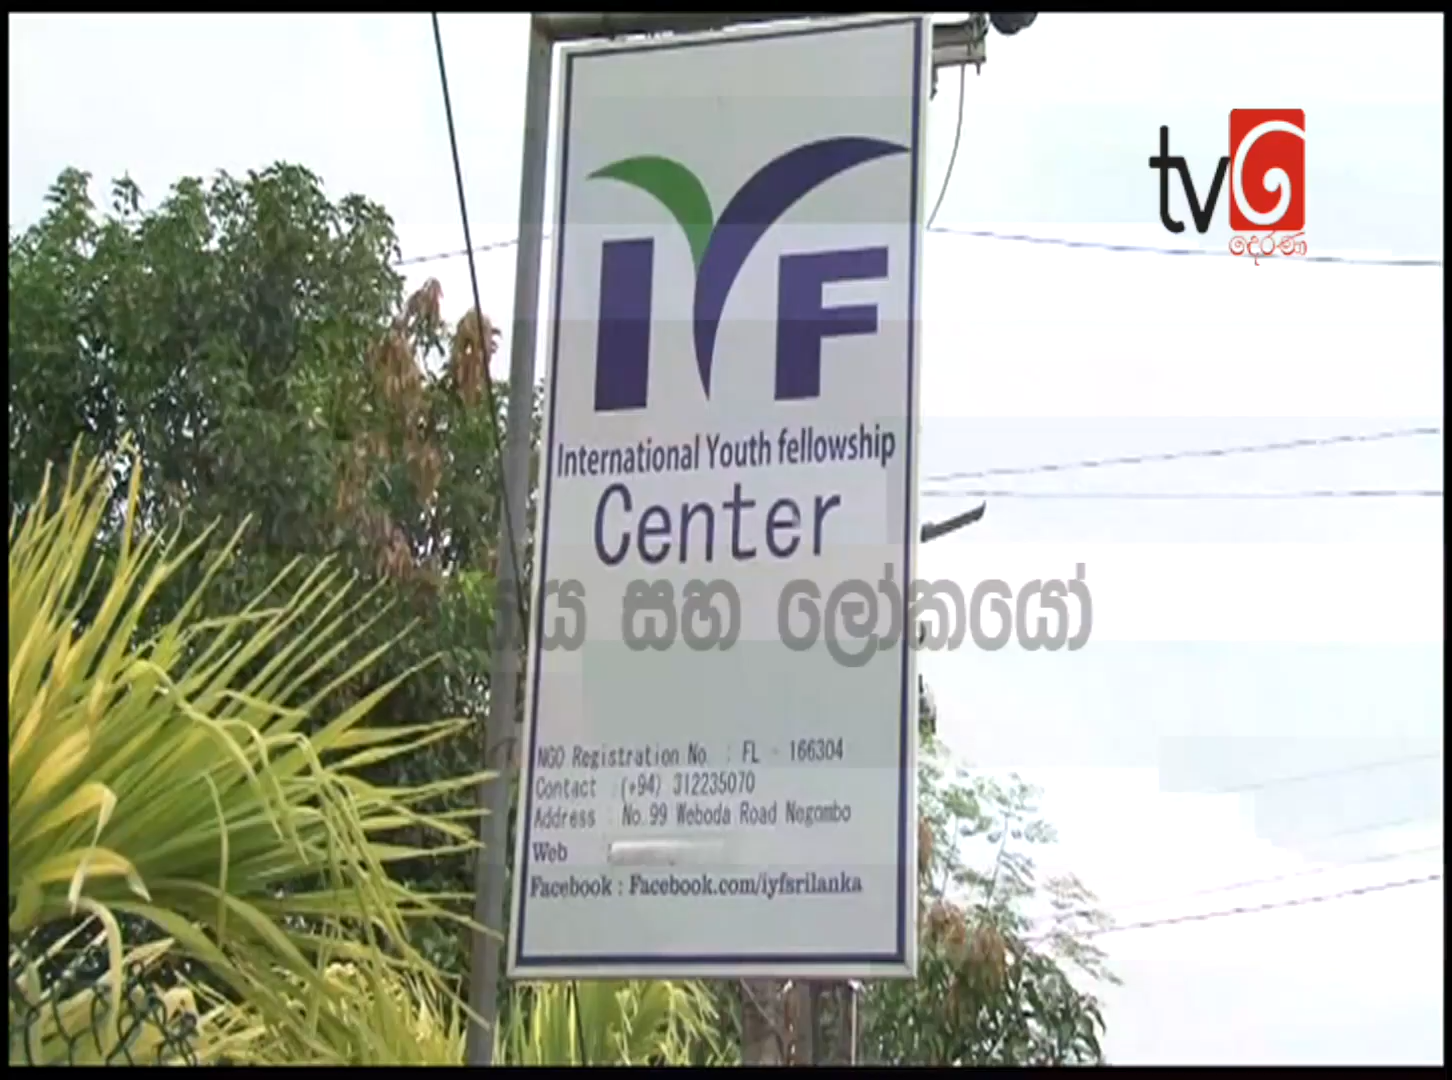 tv
දෙරණ
IYF
International Youth fellowship
Center
සහ ලෝකයෝ
NGO Registration No : FL - 166304
Contact : (+94) 312235070
Address : No.99 Weboda Road Negombo
Web
Facebook : Facebook.com/iyfsrilanka